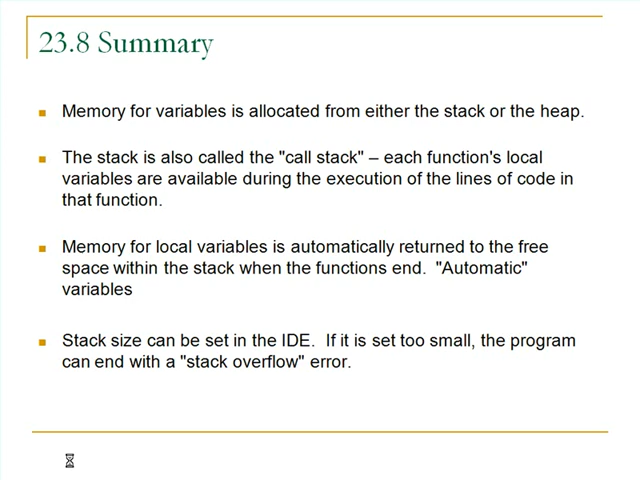 23.8 Summary
Memory for variables is allocated from either the stack or the heap.
The stack is also called the "call stack" – each function's local
variables are available during the execution of the lines of code in
that function.
Memory for local variables is automatically returned to the free
space within the stack when the functions end.  "Automatic"
variables
Stack size can be set in the IDE.  If it is set too small, the program
can end with a "stack overflow" error.